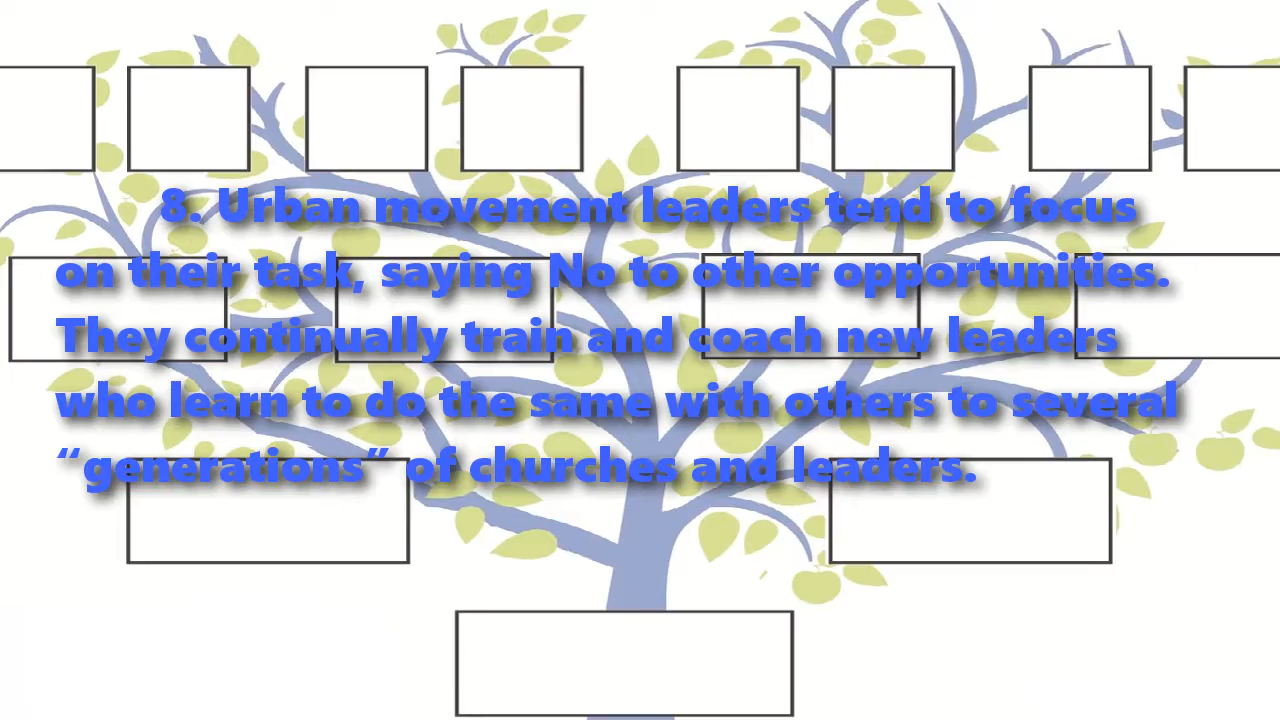 8. Urban movement leaders tend to focus
on their task, saying No to other opportunities.
They continually train and coach new leaders
who learn to do the same with others to several
“generations” of churches and leaders.